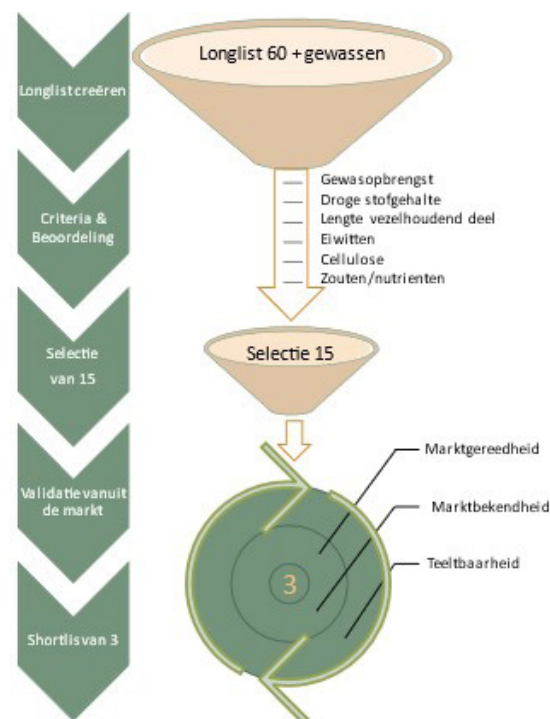 Longlist creëren
Criteria &
Beoordeling
Selectie
van 15
Validatie vanuit
de markt
Shortlis van 3
Longlist 60 + gewassen
Gewasopbrengst
Droge stofgehalte
Lengte vezelhoudend deel
Eiwitten
Cellulose
Zouten/nutrienten
Selectie 15
Marktgereedheid
Marktbekendheid
Teeltbaarheid
3